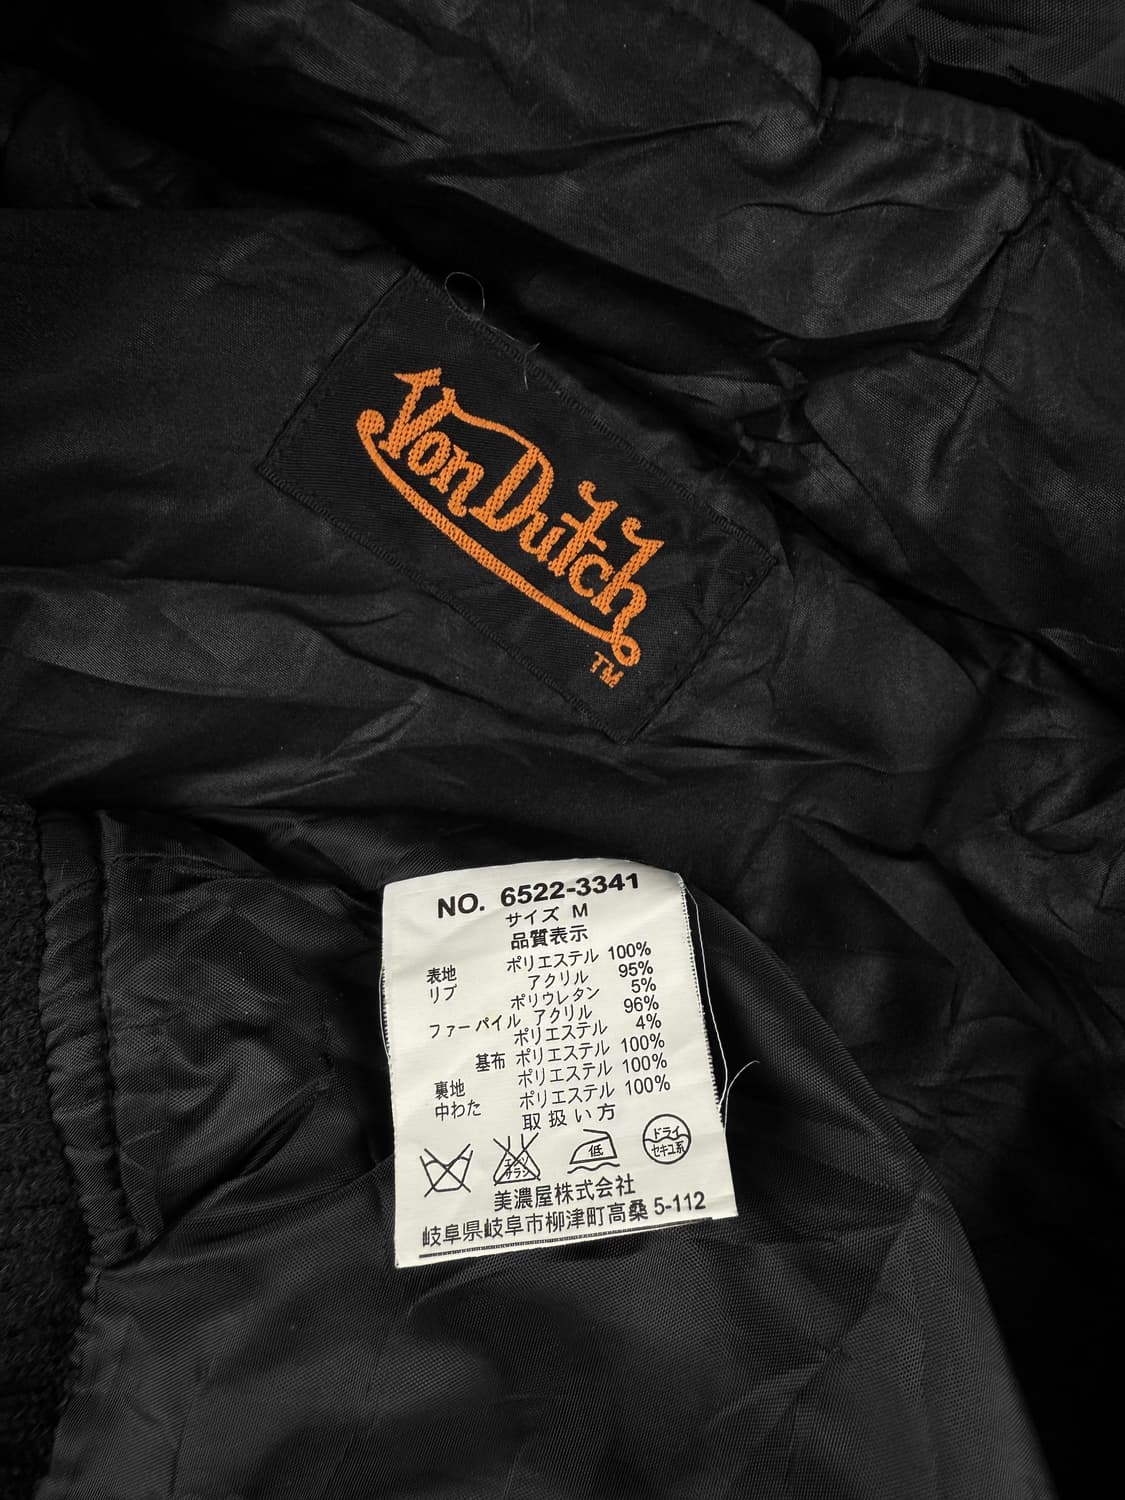 Von Dutch
TM
NO. 6522-3341
サイズ M
品質表示
表地 ポリエステル 100%
リブ アクリル 95%
ポリウレタン 5%
ファーパイル アクリル 96%
ポリエステル 4%
基布 ポリエステル 100%
裏地 ポリエステル 100%
中わた ポリエステル 100%
取扱い方
エンソ サラシ 低 ドライ セキユ系
美濃屋株式会社
岐阜県岐阜市柳津町高桑 5-112